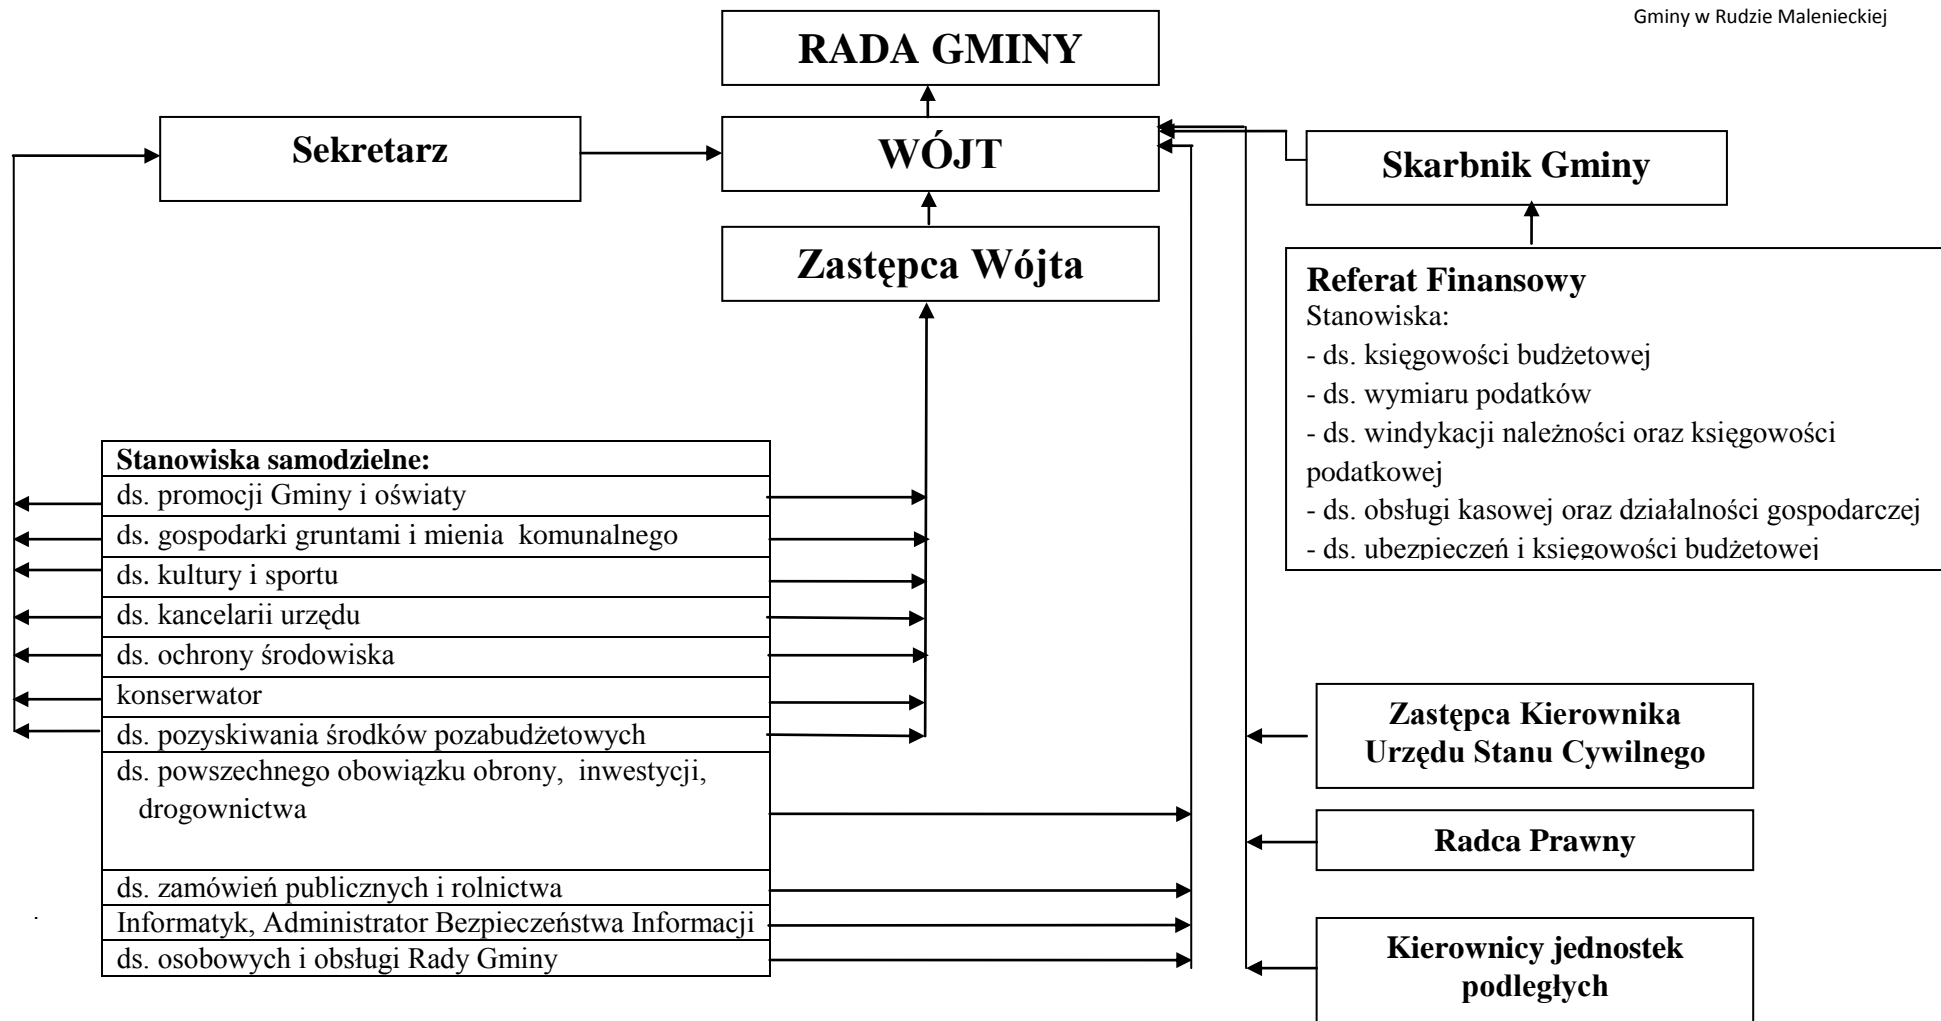 Gminy w Rudzie Malenieckiej
RADA GMINY
Sekretarz
WÓJT
Skarbnik Gminy
Zastępca Wójta
Referat Finansowy
Stanowiska:
- ds. księgowości budżetowej
- ds. wymiaru podatków
- ds. windykacji należności oraz księgowości
podatkowej
- ds. obsługi kasowej oraz działalności gospodarczej
- ds. ubezpieczeń i księgowości budżetowej
Stanowiska samodzielne:
ds. promocji Gminy i oświaty
ds. gospodarki gruntami i mienia komunalnego
ds. kultury i sportu
ds. kancelarii urzędu
ds. ochrony środowiska
konserwator
ds. pozyskiwania środków pozabudżetowych
ds. powszechnego obowiązku obrony, inwestycji,
drogownictwa
ds. zamówień publicznych i rolnictwa
Informatyk, Administrator Bezpieczeństwa Informacji
ds. osobowych i obsługi Rady Gminy
Zastępca Kierownika
Urzędu Stanu Cywilnego
Radca Prawny
Kierownicy jednostek
podległych